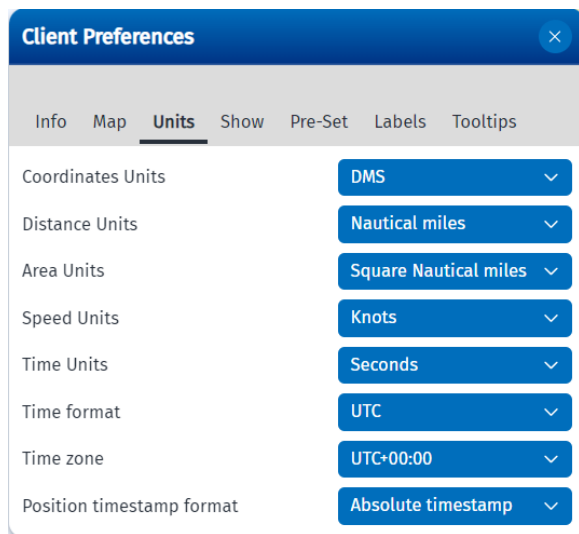 Client Preferences
Info Map Units Show Pre-Set Labels Tooltips
Coordinates Units DMS
Distance Units Nautical miles
Area Units Square Nautical miles
Speed Units Knots
Time Units Seconds
Time format UTC
Time zone UTC+00:00
Position timestamp format Absolute timestamp